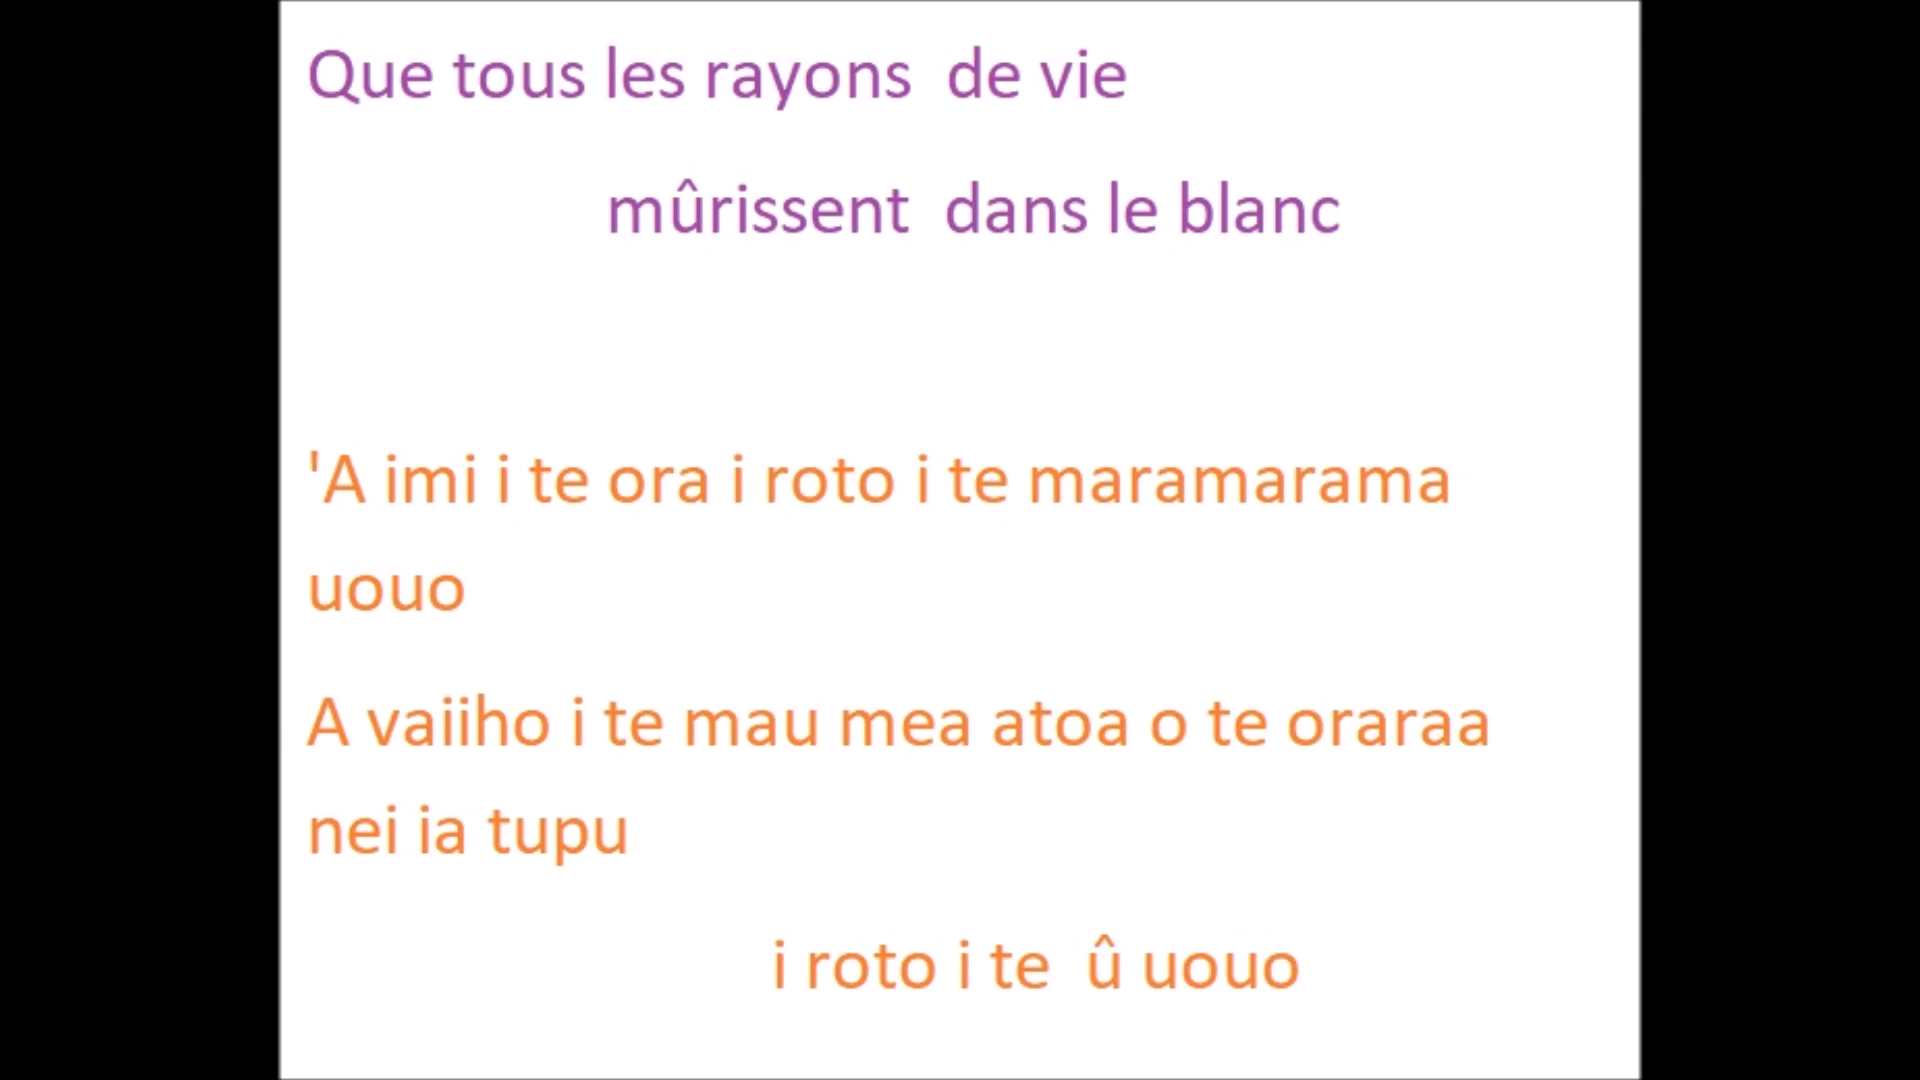 Que tous les rayons de vie
mûrissent dans le blanc
'A imi i te ora i roto i te maramarama
uouo
A vaiiho i te mau mea atoa o te oraraa
nei ia tupu
i roto i te û uouo